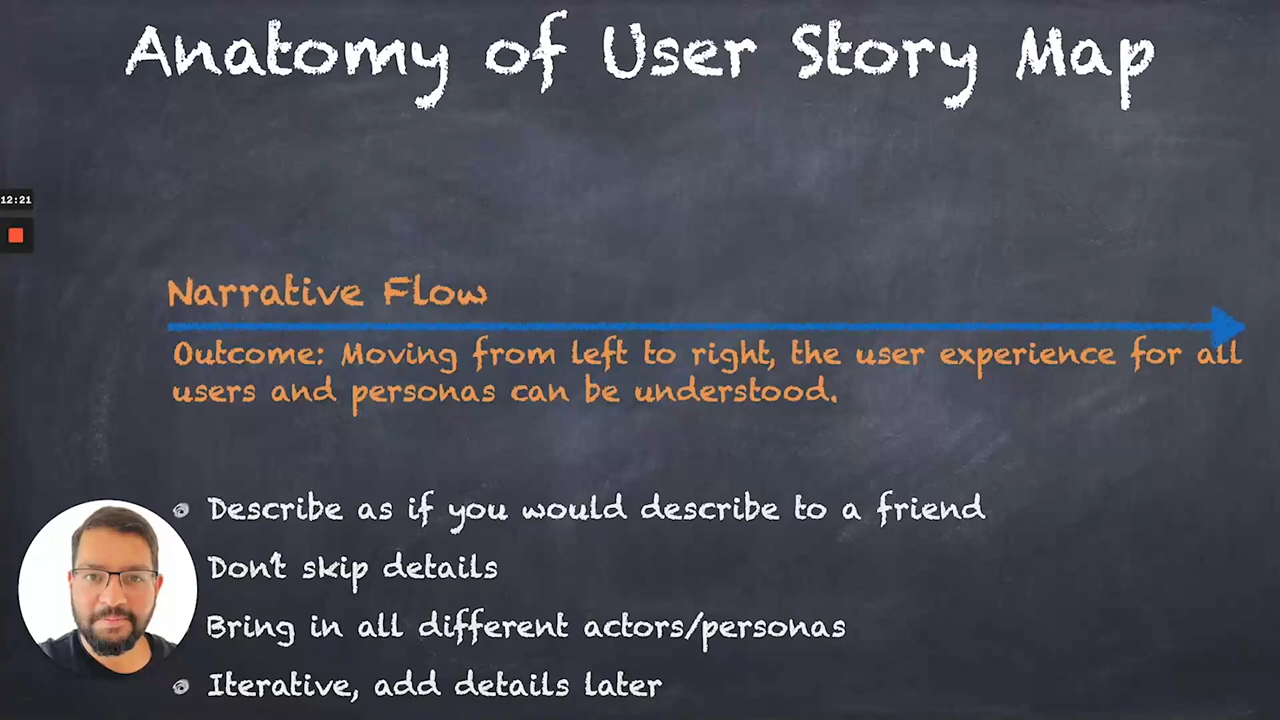 Anatomy of User Story Map
12:21
Narrative Flow
Outcome: Moving from left to right, the user experience for all
users and personas can be understood.
Describe as if you would describe to a friend
Don't skip details
Bring in all different actors/personas
Iterative, add details later